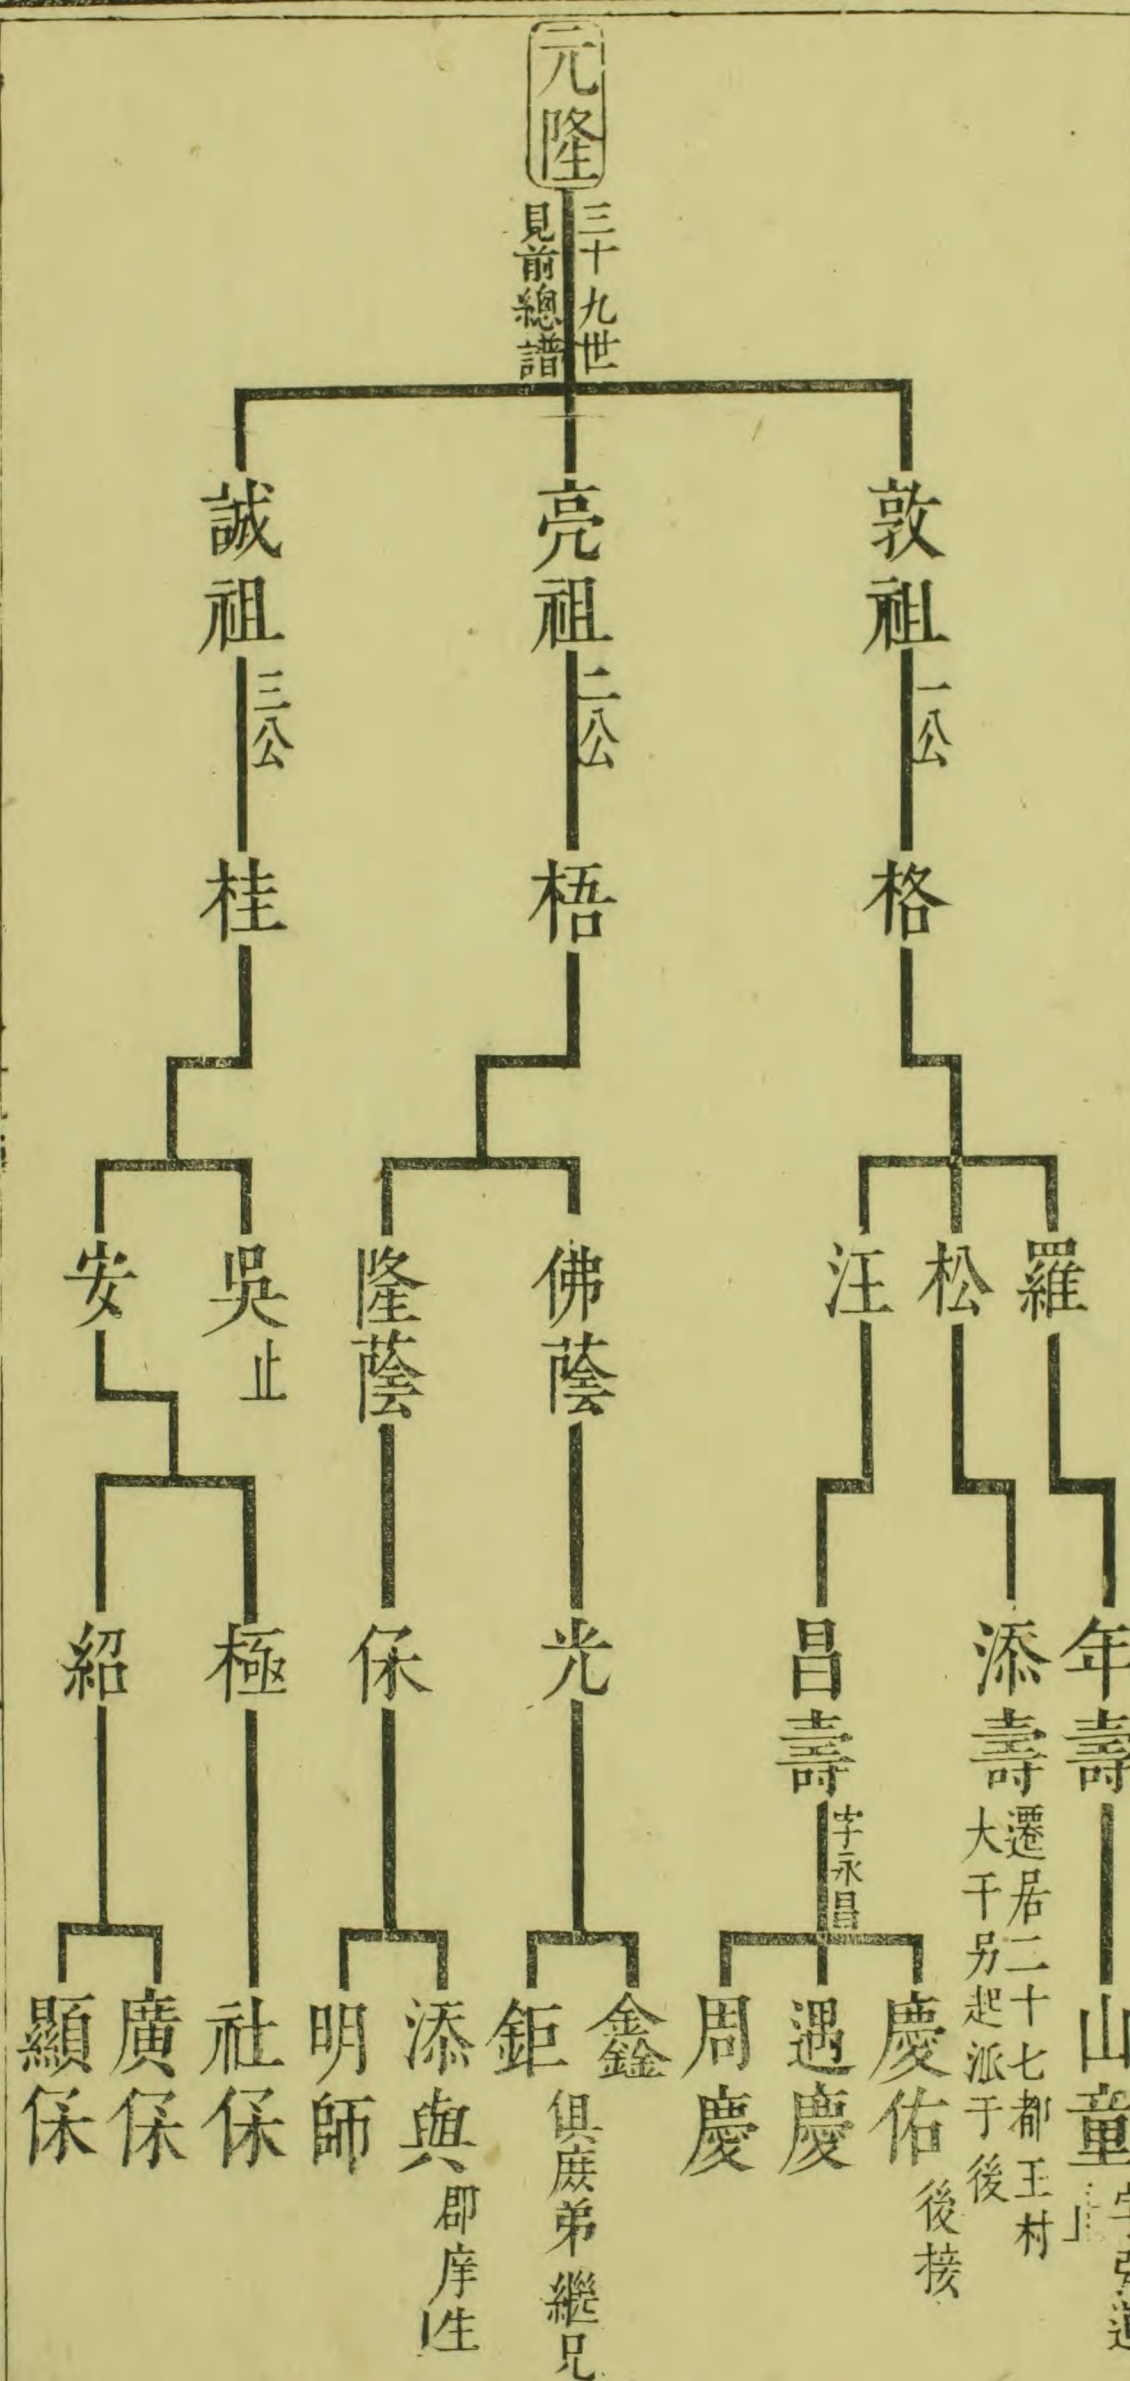 元隆
三十九世
見前總譜
敦祖
一公
亮祖
二公
誠祖
三公
格
梧
桂
羅
松
汪
佛蔭
隆蔭
吳
止
安
年壽
添壽
遷居二十七都王村
大干另起派于後
昌壽
字永昌
光
保
極
紹
山童
慶佑
後接
遇慶
周慶
鑫
鉅
俱庶弟繼兄
添與
郡庠生
明師
社保
廣保
顯保